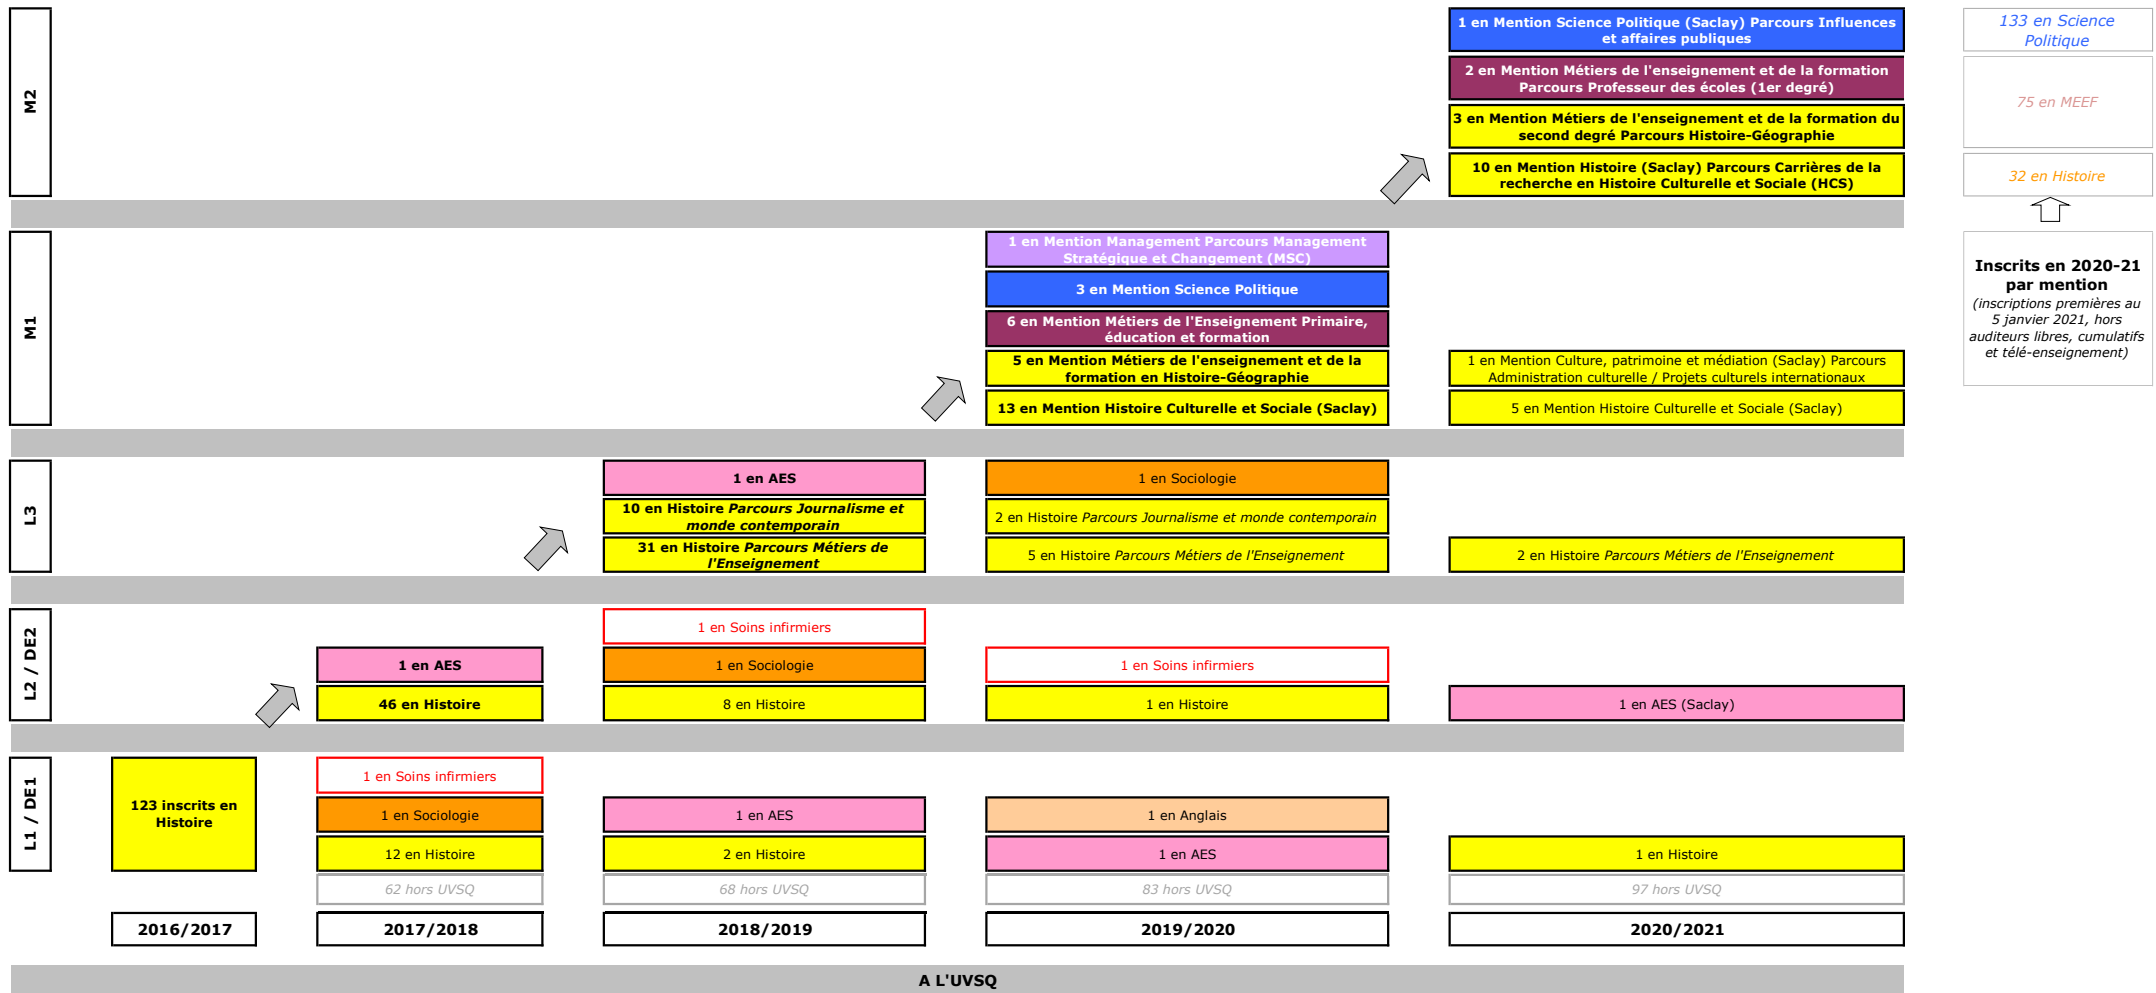 M2
1 en Mention Science Politique (Saclay) Parcours Influences
et affaires publiques
133 en Science
Politique
2 en Mention Métiers de l'enseignement et de la formation
Parcours Professeur des écoles (1er degré)
75 en MEEF
3 en Mention Métiers de l'enseignement et de la formation du
second degré Parcours Histoire-Géographie
10 en Mention Histoire (Saclay) Parcours Carrières de la
recherche en Histoire Culturelle et Sociale (HCS)
32 en Histoire
M1
1 en Mention Management Parcours Management
Stratégique et Changement (MSC)
3 en Mention Science Politique
6 en Mention Métiers de l'Enseignement Primaire,
éducation et formation
5 en Mention Métiers de l'enseignement et de la
formation en Histoire-Géographie
1 en Mention Culture, patrimoine et médiation (Saclay) Parcours
Administration culturelle / Projets culturels internationaux
13 en Mention Histoire Culturelle et Sociale (Saclay)
5 en Mention Histoire Culturelle et Sociale (Saclay)
Inscrits en 2020-21
par mention
(inscriptions premières au
5 janvier 2021, hors
auditeurs libres, cumulatifs
et télé-enseignement)
L3
1 en AES
1 en Sociologie
10 en Histoire Parcours Journalisme et
monde contemporain
2 en Histoire Parcours Journalisme et monde contemporain
31 en Histoire Parcours Métiers de
l'Enseignement
5 en Histoire Parcours Métiers de l'Enseignement
2 en Histoire Parcours Métiers de l'Enseignement
L2 / DE2
1 en Soins infirmiers
1 en AES
1 en Sociologie
1 en Soins infirmiers
46 en Histoire
8 en Histoire
1 en Histoire
1 en AES (Saclay)
L1 / DE1
123 inscrits en
Histoire
1 en Soins infirmiers
1 en Sociologie
1 en AES
1 en Anglais
12 en Histoire
2 en Histoire
1 en AES
1 en Histoire
62 hors UVSQ
68 hors UVSQ
83 hors UVSQ
97 hors UVSQ
2016/2017
2017/2018
2018/2019
2019/2020
2020/2021
A L'UVSQ